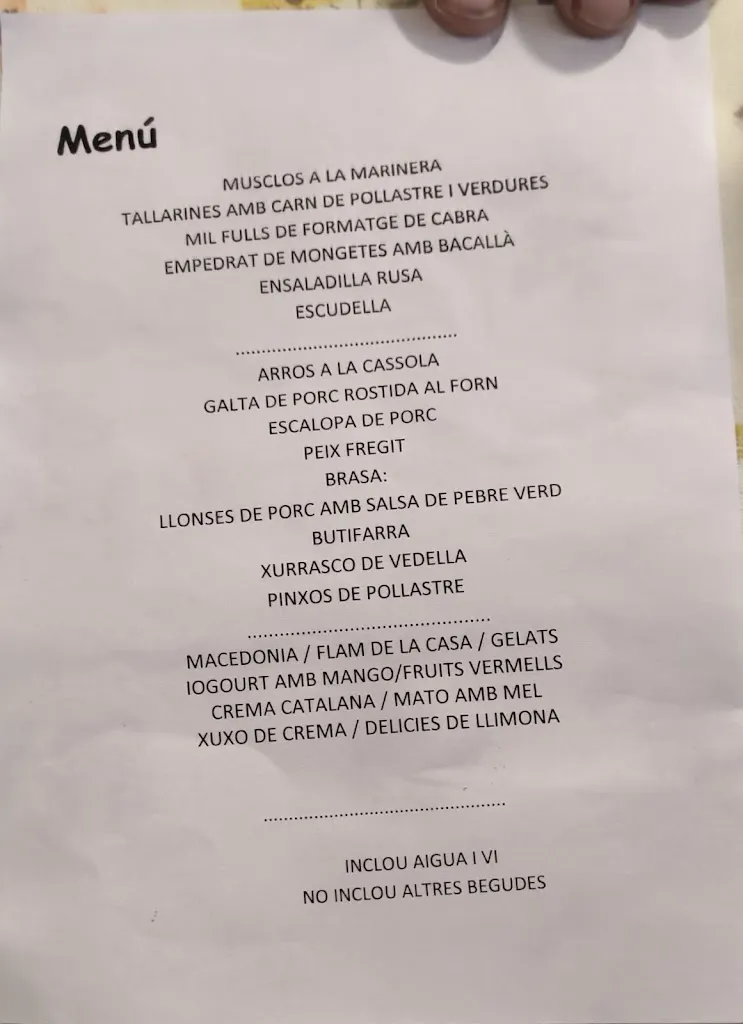 Menú
MUSCLOS A LA MARINERA
TALLARINES AMB CARN DE POLLASTRE I VERDURES
MIL FULLS DE FORMATGE DE CABRA
EMPEDRAT DE MONGETES AMB BACALLÀ
ENSALADILLA RUSA
ESCUDELLA
............................................
ARROS A LA CASSOLA
GALTA DE PORC ROSTIDA AL FORN
ESCALOPA DE PORC
PEIX FREGIT
BRASA:
LLONSES DE PORC AMB SALSA DE PEBRE VERD
BUTIFARRA
XURRASCO DE VEDELLA
PINXOS DE POLLASTRE
................................................
MACEDONIA / FLAM DE LA CASA / GELATS
IOGOURT AMB MANGO/FRUITS VERMELLS
CREMA CATALANA / MATO AMB MEL
XUXO DE CREMA / DELICIES DE LLIMONA
................................................
INCLOU AIGUA I VI
NO INCLOU ALTRES BEGUDES